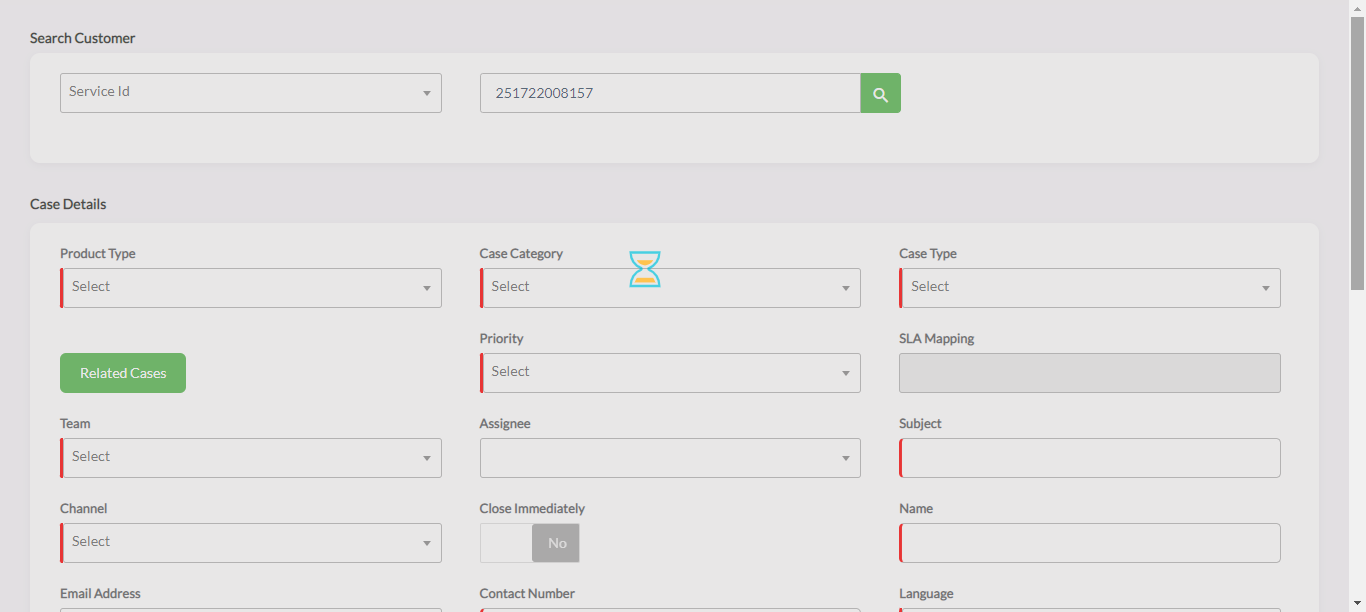 Search Customer
Service Id
251722008157
Case Details
Product Type
Case Category
Case Type
Select
Select
Select
Priority
SLA Mapping
Related Cases
Select
Team
Assignee
Subject
Select
Channel
Close Immediately
Name
Select
No
Email Address
Contact Number
Language